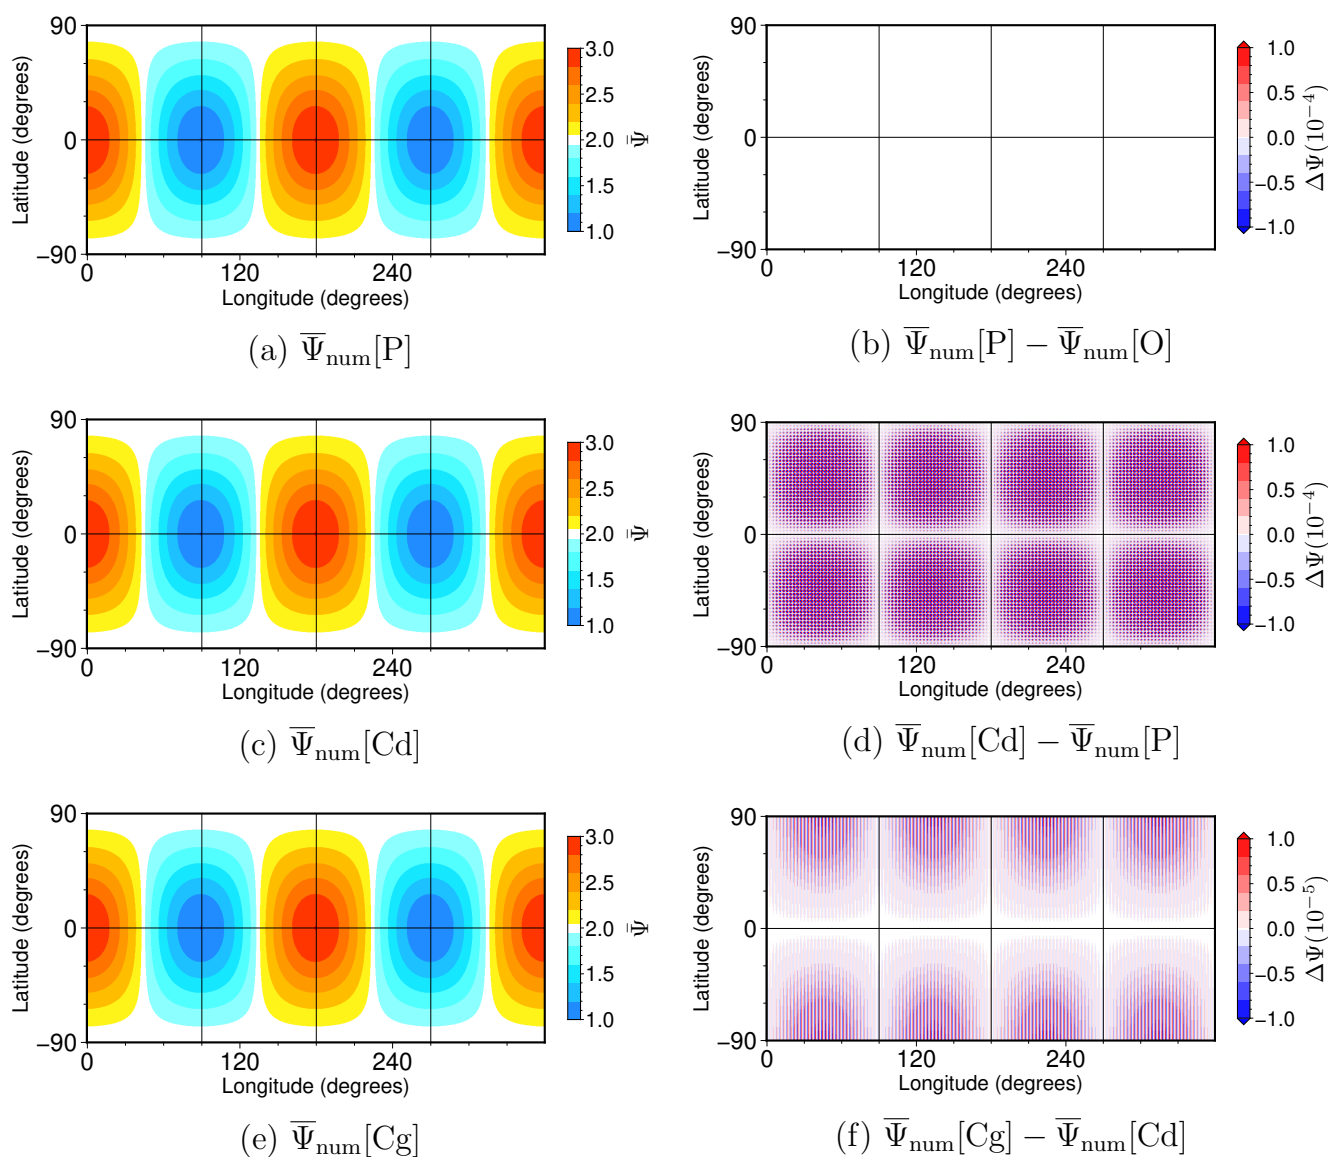 90
0
−90
Latitude (degrees)
0 120 240
Longitude (degrees)
3.0
2.5
2.0
1.5
1.0
Ψ̅
(a) Ψ̅num[P]
90
0
−90
Latitude (degrees)
0 120 240
Longitude (degrees)
1.0
0.5
0.0
−0.5
−1.0
ΔΨ(10⁻⁴)
(b) Ψ̅num[P] − Ψ̅num[O]
90
0
−90
Latitude (degrees)
0 120 240
Longitude (degrees)
3.0
2.5
2.0
1.5
1.0
Ψ̅
(c) Ψ̅num[Cd]
90
0
−90
Latitude (degrees)
0 120 240
Longitude (degrees)
1.0
0.5
0.0
−0.5
−1.0
ΔΨ(10⁻⁴)
(d) Ψ̅num[Cd] − Ψ̅num[P]
90
0
−90
Latitude (degrees)
0 120 240
Longitude (degrees)
3.0
2.5
2.0
1.5
1.0
Ψ̅
(e) Ψ̅num[Cg]
90
0
−90
Latitude (degrees)
0 120 240
Longitude (degrees)
1.0
0.5
0.0
−0.5
−1.0
ΔΨ(10⁻⁵)
(f) Ψ̅num[Cg] − Ψ̅num[Cd]